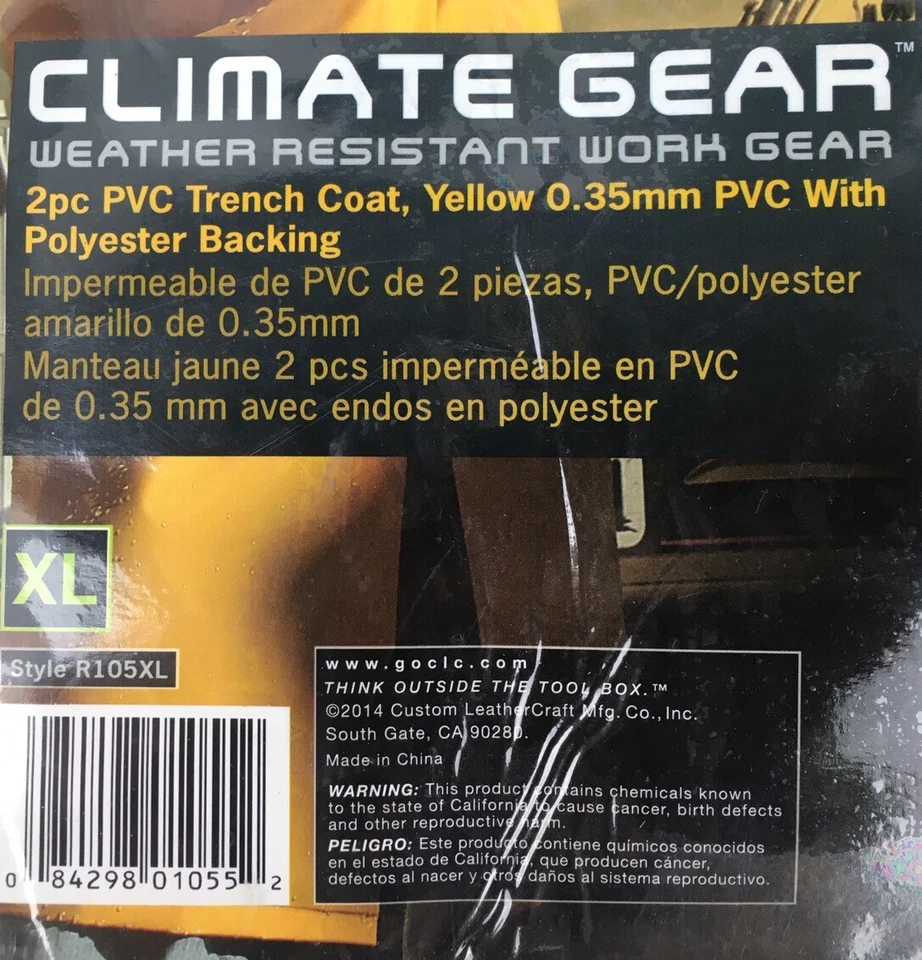 CLIMATE GEAR™
WEATHER RESISTANT WORK GEAR
2pc PVC Trench Coat, Yellow 0.35mm PVC With
Polyester Backing
Impermeable de PVC de 2 piezas, PVC/polyester
amarillo de 0.35mm
Manteau jaune 2 pcs imperméable en PVC
de 0.35 mm avec endos en polyester
XL
Style R105XL
www.goclc.com
THINK OUTSIDE THE TOOL BOX.™
©2014 Custom LeatherCraft Mfg. Co., Inc.
South Gate, CA 90280.
Made in China
WARNING: This product contains chemicals known
to the state of California to cause cancer, birth defects
and other reproductive harm.
PELIGRO: Este producto contiene químicos conocidos
en el estado de California, que producen cáncer,
defectos al nacer y otros daños al sistema reproductivo.
0 84298 01055 2